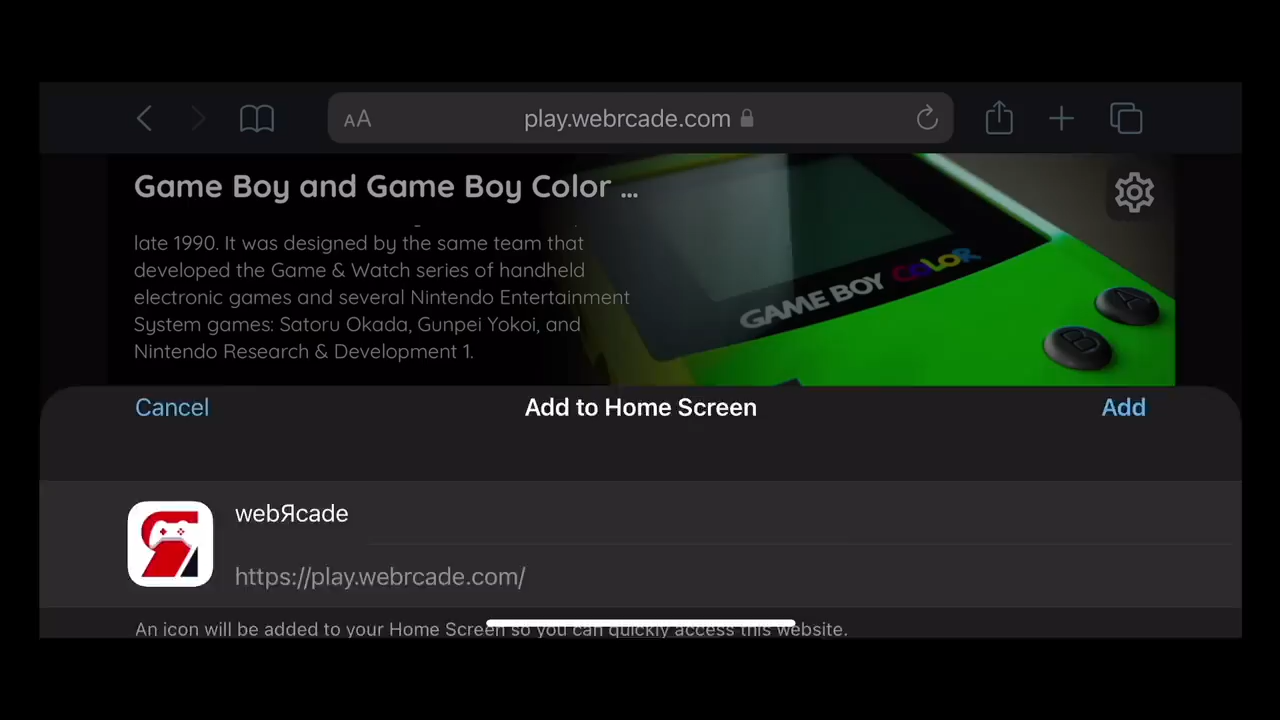 AA
play.webrcade.com
Game Boy and Game Boy Color ...
late 1990. It was designed by the same team that
developed the Game & Watch series of handheld
electronic games and several Nintendo Entertainment
System games: Satoru Okada, Gunpei Yokoi, and
Nintendo Research & Development 1.
GAME BOY COLOR
A
B
Cancel
Add to Home Screen
Add
webЯcade
https://play.webrcade.com/
An icon will be added to your Home Screen so you can quickly access this website.